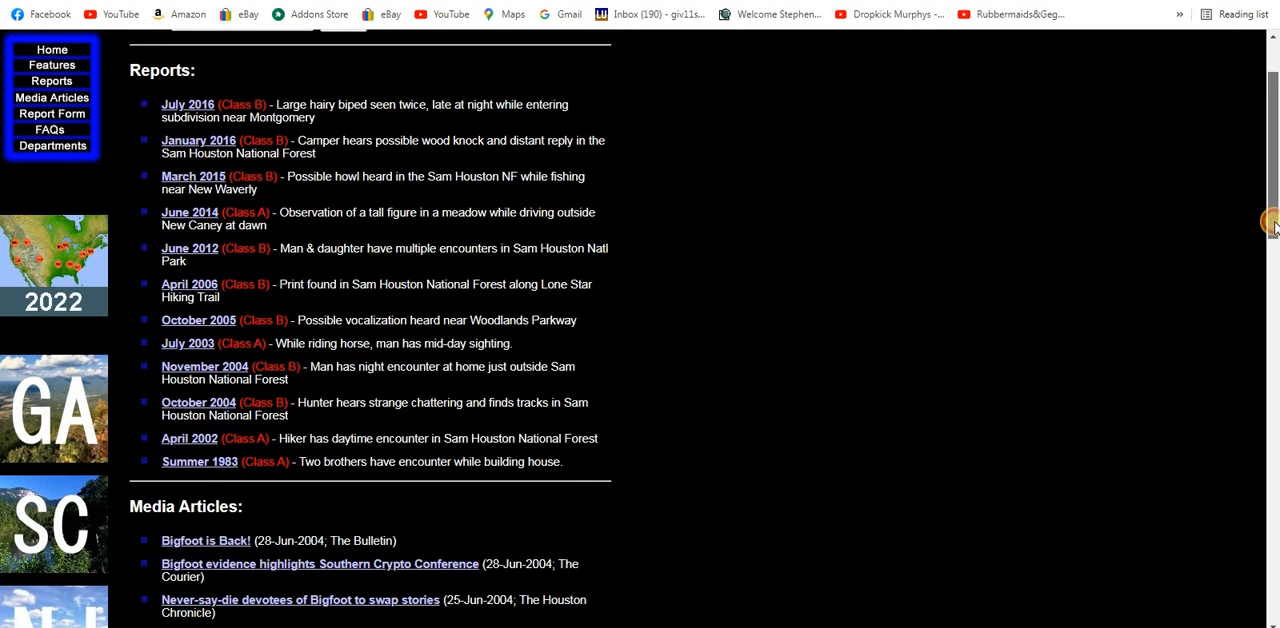 Facebook YouTube Amazon eBay Addons Store eBay YouTube Maps Gmail Inbox (190) - giv11s... Welcome Stephen,... Dropkick Murphys -... Rubbermaids&Geg... » Reading list
Home
Features
Reports
Media Articles
Report Form
FAQs
Departments
2022
GA
SC
Reports:
July 2016 (Class B) - Large hairy biped seen twice, late at night while entering
subdivision near Montgomery
January 2016 (Class B) - Camper hears possible wood knock and distant reply in the
Sam Houston National Forest
March 2015 (Class B) - Possible howl heard in the Sam Houston NF while fishing
near New Waverly
June 2014 (Class A) - Observation of a tall figure in a meadow while driving outside
New Caney at dawn
June 2012 (Class B) - Man & daughter have multiple encounters in Sam Houston Natl
Park
April 2006 (Class B) - Print found in Sam Houston National Forest along Lone Star
Hiking Trail
October 2005 (Class B) - Possible vocalization heard near Woodlands Parkway
July 2003 (Class A) - While riding horse, man has mid-day sighting.
November 2004 (Class B) - Man has night encounter at home just outside Sam
Houston National Forest
October 2004 (Class B) - Hunter hears strange chattering and finds tracks in Sam
Houston National Forest
April 2002 (Class A) - Hiker has daytime encounter in Sam Houston National Forest
Summer 1983 (Class A) - Two brothers have encounter while building house.
Media Articles:
Bigfoot is Back! (28-Jun-2004; The Bulletin)
Bigfoot evidence highlights Southern Crypto Conference (28-Jun-2004; The
Courier)
Never-say-die devotees of Bigfoot to swap stories (25-Jun-2004; The Houston
Chronicle)